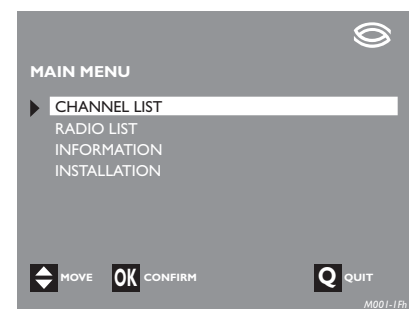 MAIN MENU
CHANNEL LIST
RADIO LIST
INFORMATION
INSTALLATION
MOVE OK CONFIRM Q QUIT
M001-1Fh